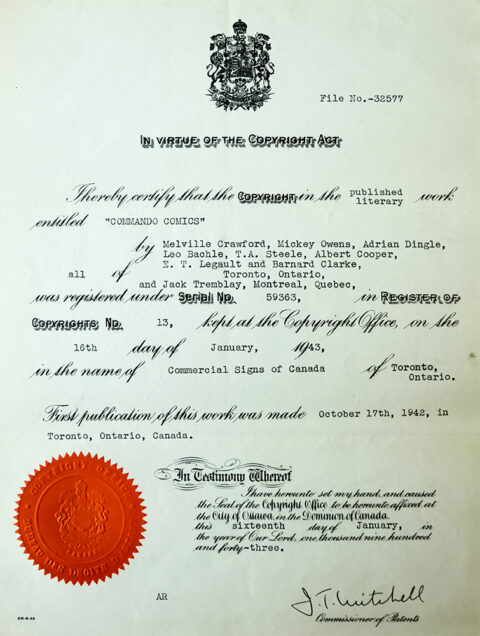 File No.-32577
IN VIRTUE OF THE COPYRIGHT ACT
I hereby certify that the COPYRIGHT in the published literary work
entitled "COMMANDO COMICS"
by Melville Crawford, Mickey Owens, Adrian Dingle,
Leo Bachle, T.A. Steele, Albert Cooper,
E. T. Legault and Barnard Clarke,
all of Toronto, Ontario,
and Jack Tremblay, Montreal, Quebec,
was registered under Serial No. 59363, in REGISTER OF
COPYRIGHTS No. 13, kept at the Copyright Office, on the
16th day of January, 1943,
in the name of Commercial Signs of Canada of Toronto, Ontario.
First publication of this work was made October 17th, 1942, in
Toronto, Ontario, Canada.
In Testimony Whereof
I have hereunto set my hand, and caused
the Seal of the Copyright Office to be hereunto affixed, at
the City of Ottawa, in the Dominion of Canada,
this sixteenth day of January, in
the year of Our Lord, one thousand nine hundred
and forty-three.
COPYRIGHT OFFICE
AR
J.T. Mitchell
Commissioner of Patents